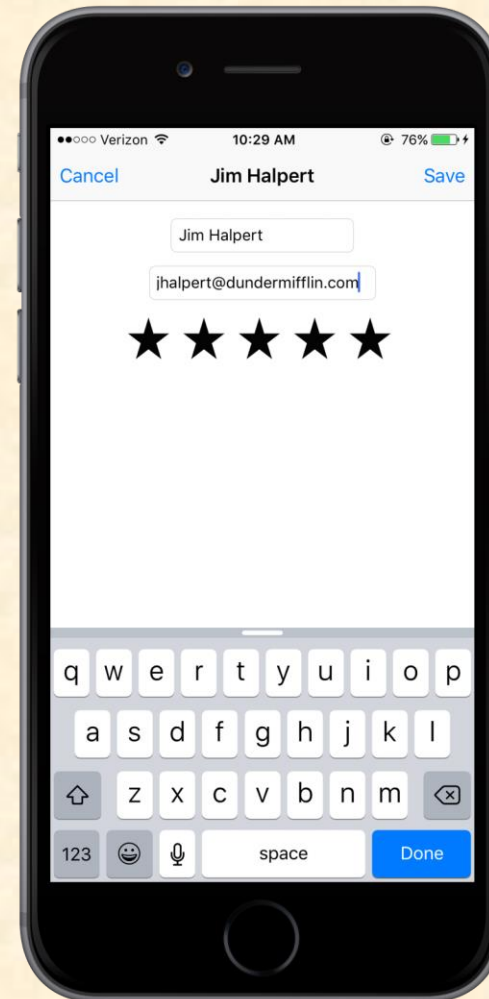 Verizon 10:29 AM 76%
Cancel Jim Halpert Save
Jim Halpert
jhalpert@dundermifflin.com
★ ★ ★ ★ ★
q w e r t y u i o p
a s d f g h j k l
z x c v b n m
123 space Done